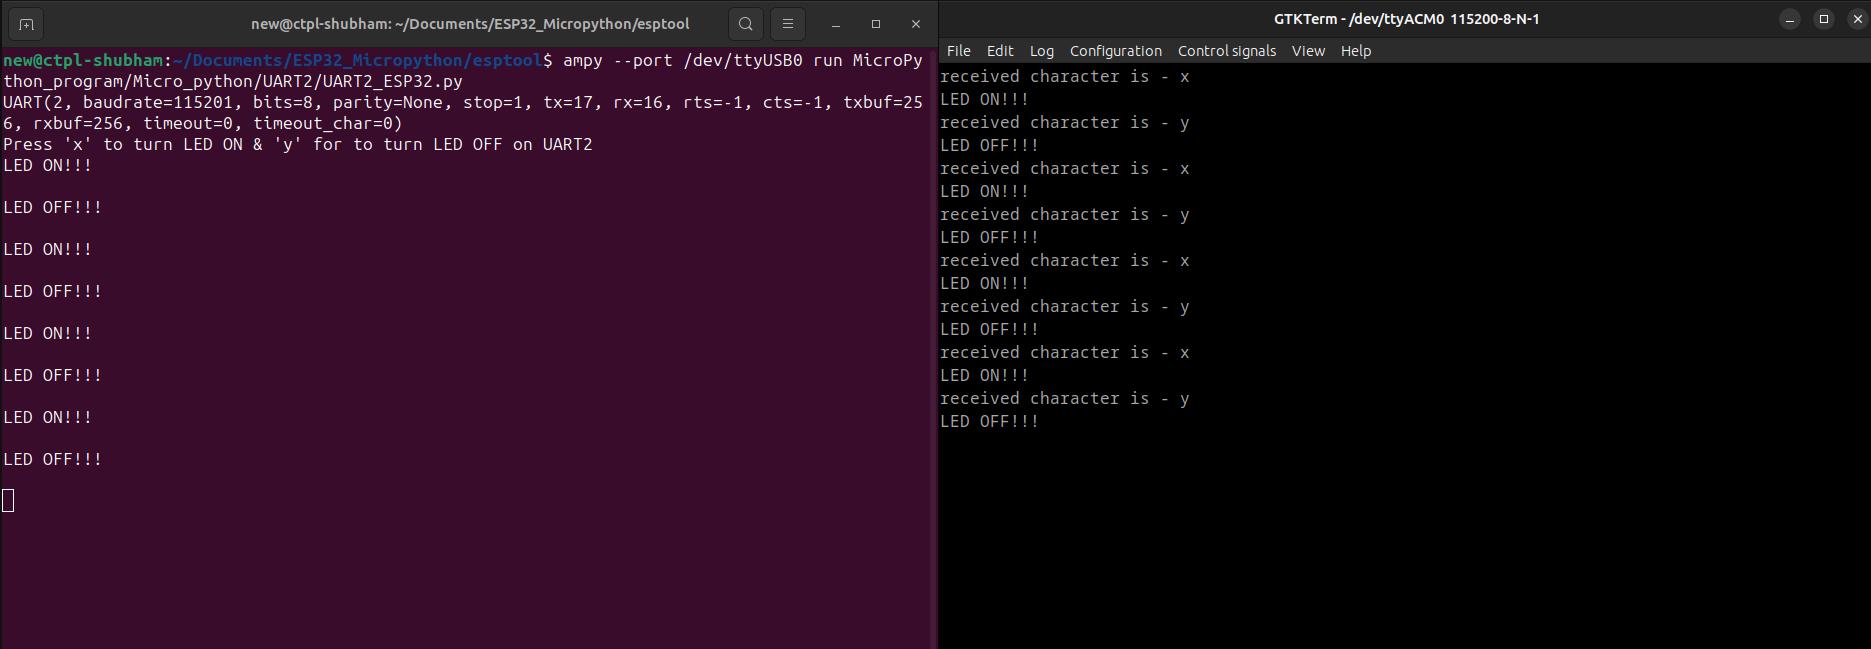 new@ctpl-shubham: ~/Documents/ESP32_Micropython/esptool
new@ctpl-shubham:~/Documents/ESP32_Micropython/esptool$ ampy --port /dev/ttyUSB0 run MicroPy
thon_program/Micro_python/UART2/UART2_ESP32.py
UART(2, baudrate=115201, bits=8, parity=None, stop=1, tx=17, rx=16, rts=-1, cts=-1, txbuf=25
6, rxbuf=256, timeout=0, timeout_char=0)
Press 'x' to turn LED ON & 'y' for to turn LED OFF on UART2
LED ON!!!
LED OFF!!!
LED ON!!!
LED OFF!!!
LED ON!!!
LED OFF!!!
LED ON!!!
LED OFF!!!
GTKTerm - /dev/ttyACM0 115200-8-N-1
File Edit Log Configuration Control signals View Help
received character is - x
LED ON!!!
received character is - y
LED OFF!!!
received character is - x
LED ON!!!
received character is - y
LED OFF!!!
received character is - x
LED ON!!!
received character is - y
LED OFF!!!
received character is - x
LED ON!!!
received character is - y
LED OFF!!!